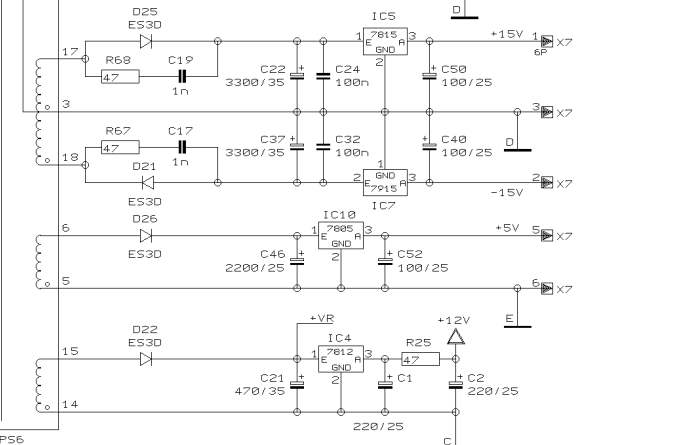 D
D25
ES3D
IC5
17
1 7815 3
E A
GND
2
+15V 1 X7
6P
R68
47
C19
1n
C22
3300/35
+
C24
100n
+
C50
100/25
3
3 X7
R67
47
C17
1n
C37
3300/35
+
C32
100n
+
C40
100/25
D
18
D21
ES3D
1
GND
2 E A 3
7915
IC7
2 X7
-15V
6
D26
ES3D
IC10
1 7805 3
E A
GND
2
+5V 5 X7
C46
2200/25
+
+
C52
100/25
5
6 X7
E
D22
ES3D
+VR
+12V
15
IC4
1 7812 3
E A
GND
2
R25
47
C21
470/35
+
+
C1
220/25
+
C2
220/25
14
PS6
C